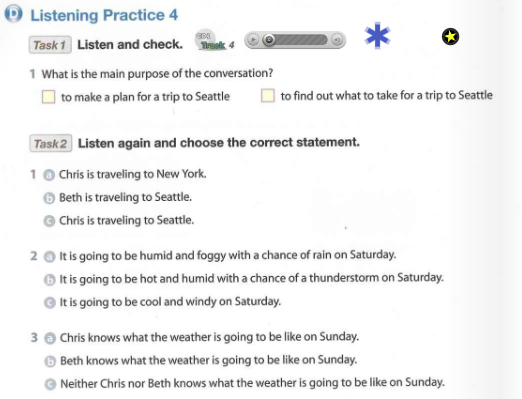 D Listening Practice 4
Task 1 Listen and check. CD1 Track 4
1 What is the main purpose of the conversation?
to make a plan for a trip to Seattle to find out what to take for a trip to Seattle
Task 2 Listen again and choose the correct statement.
1 a Chris is traveling to New York.
b Beth is traveling to Seattle.
c Chris is traveling to Seattle.
2 a It is going to be humid and foggy with a chance of rain on Saturday.
b It is going to be hot and humid with a chance of a thunderstorm on Saturday.
c It is going to be cool and windy on Saturday.
3 a Chris knows what the weather is going to be like on Sunday.
b Beth knows what the weather is going to be like on Sunday.
c Neither Chris nor Beth knows what the weather is going to be like on Sunday.